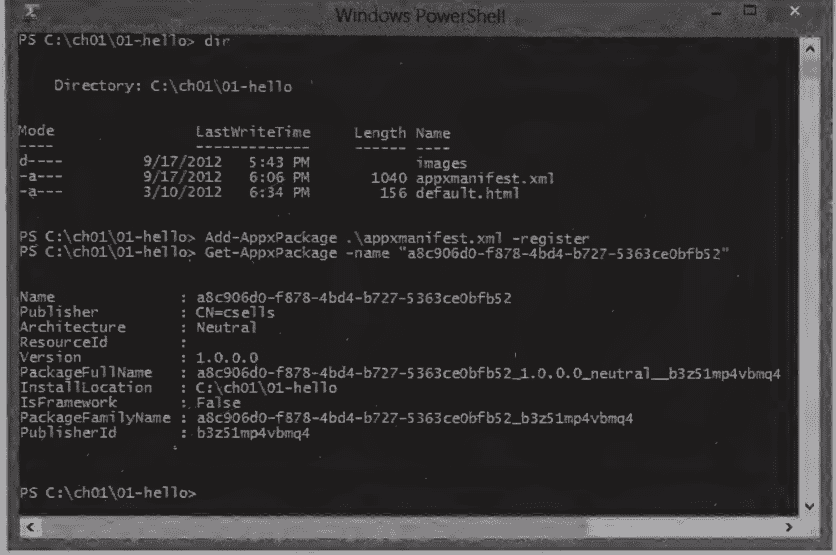 Windows PowerShell
PS C:\ch01\01-hello> dir
Directory: C:\ch01\01-hello
Mode LastWriteTime Length Name
---- ------------- ------ ----
d---- 9/17/2012 5:43 PM images
-a--- 9/17/2012 6:06 PM 1040 appxmanifest.xml
-a--- 3/10/2012 6:34 PM 156 default.html
PS C:\ch01\01-hello> Add-AppxPackage .\appxmanifest.xml -register
PS C:\ch01\01-hello> Get-AppxPackage -name "a8c906d0-f878-4bd4-b727-5363ce0bfb52"
Name : a8c906d0-f878-4bd4-b727-5363ce0bfb52
Publisher : CN=csells
Architecture : Neutral
ResourceId :
Version : 1.0.0.0
PackageFullName : a8c906d0-f878-4bd4-b727-5363ce0bfb52_1.0.0.0_neutral__b3z51mp4vbmq4
InstallLocation : C:\ch01\01-hello
IsFramework : False
PackageFamilyName : a8c906d0-f878-4bd4-b727-5363ce0bfb52_b3z51mp4vbmq4
PublisherId : b3z51mp4vbmq4
PS C:\ch01\01-hello>